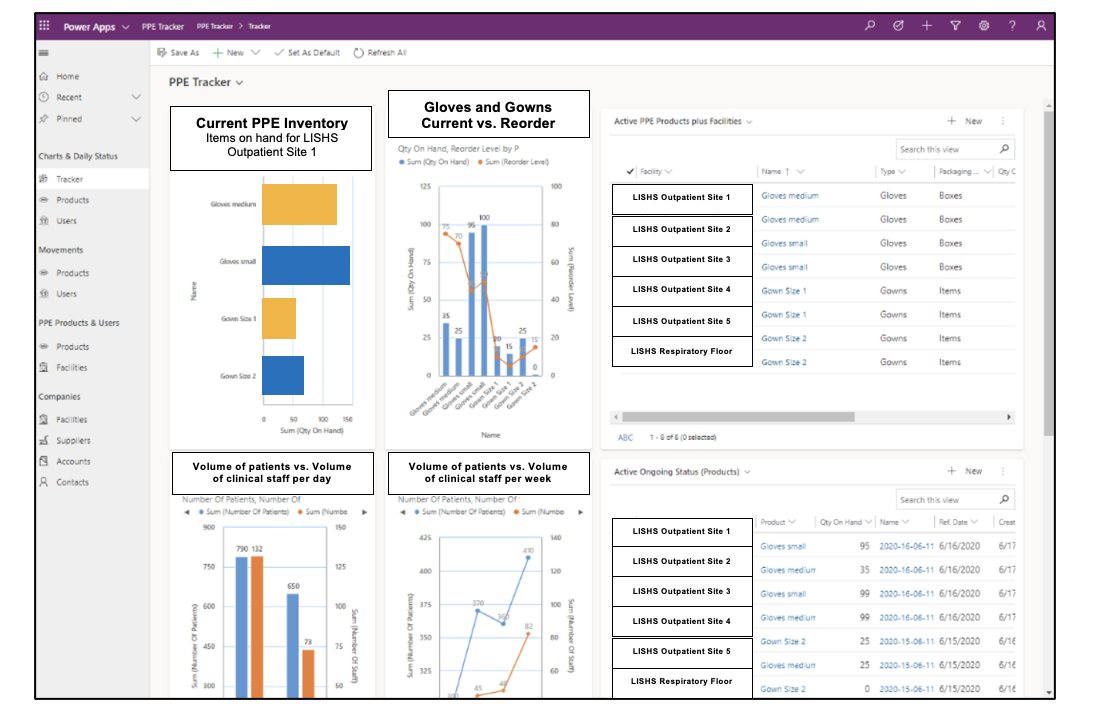 Power Apps PPE Tracker PPE Tracker > Tracker
Save As New Set As Default Refresh All
Home
Recent
Pinned
Charts & Daily Status
Tracker
Products
Users
Movements
Products
Users
PPE Products & Users
Products
Facilities
Companies
Facilities
Suppliers
Accounts
Contacts
PPE Tracker
Current PPE Inventory
Items on hand for LISHS
Outpatient Site 1
Gloves medium
Gloves small
Gown Size 1
Gown Size 2
Name
0 50 100 150
Sum (Qty On Hand)
Gloves and Gowns
Current vs. Reorder
Qty On Hand, Reorder Level by P
Sum (Qty On Hand) Sum (Reorder Level)
125
100
75
50
25
0
Sum (Qty On Hand)
100
80
60
40
20
0
Sum (Reorder Level)
75 70 95 100
35 25 20 15 25 15 0
Gloves medium
Gloves medium
Gloves small
Gloves small
Gown Size 1
Gown Size 1
Gown Size 2
Gown Size 2
Name
Active PPE Products plus Facilities New
Search this view
Facility Name ↑ Type Packaging ... Qty C
LISHS Outpatient Site 1
LISHS Outpatient Site 2
LISHS Outpatient Site 3
LISHS Outpatient Site 4
LISHS Outpatient Site 5
LISHS Respiratory Floor
Gloves medium Gloves Boxes
Gloves medium Gloves Boxes
Gloves small Gloves Boxes
Gloves small Gloves Boxes
Gown Size 1 Gowns Items
Gown Size 1 Gowns Items
Gown Size 2 Gowns Items
Gown Size 2 Gowns Items
ABC 1 - 8 of 8 (0 selected)
Volume of patients vs. Volume
of clinical staff per day
Number Of Patients, Number Of
Sum (Number Of Patients) Sum (Numbe
900
750
600
450
300
Sum (Number Of Patients)
150
125
100
75
50
Sum (Number Of Staff)
790 132
650
73
Volume of patients vs. Volume
of clinical staff per week
Number Of Patients, Number Of :
Sum (Number Of Patients) Sum (Numbe
425
400
375
350
325
Sum (Number Of Patients)
140
120
100
80
60
Sum (Number Of Staff)
410
370
360
82
45
Active Ongoing Status (Products) New
Search this view
Product Qty On Hand Name Ref. Date Creat
LISHS Outpatient Site 1
LISHS Outpatient Site 2
LISHS Outpatient Site 3
LISHS Outpatient Site 4
LISHS Outpatient Site 5
LISHS Respiratory Floor
Gloves small 95 2020-16-06-11 6/16/2020 6/17
Gloves medium 35 2020-16-06-11 6/16/2020 6/17
Gloves small 99 2020-16-06-11 6/16/2020 6/17
Gloves medium 99 2020-16-06-11 6/16/2020 6/17
Gown Size 2 25 2020-15-06-11 6/15/2020 6/16
Gloves medium 25 2020-15-06-11 6/15/2020 6/16
Gown Size 2 0 2020-15-06-11 6/15/2020 6/16